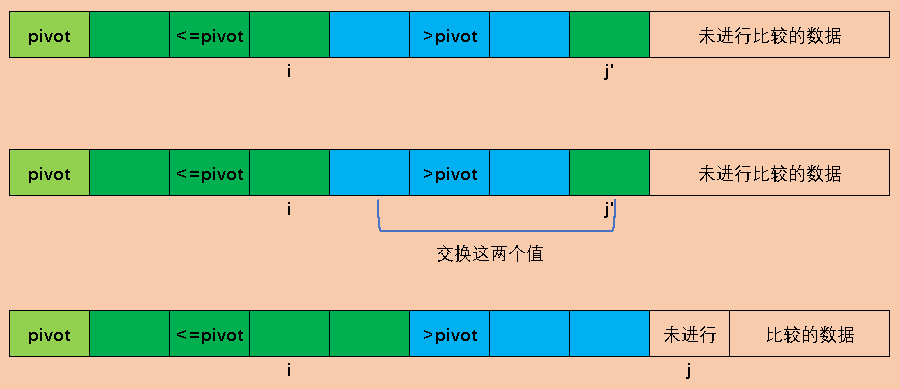 pivot <=pivot >pivot 未进行比较的数据
i j'
pivot <=pivot >pivot 未进行比较的数据
i j'
交换这两个值
pivot <=pivot >pivot 未进行 比较的数据
i j